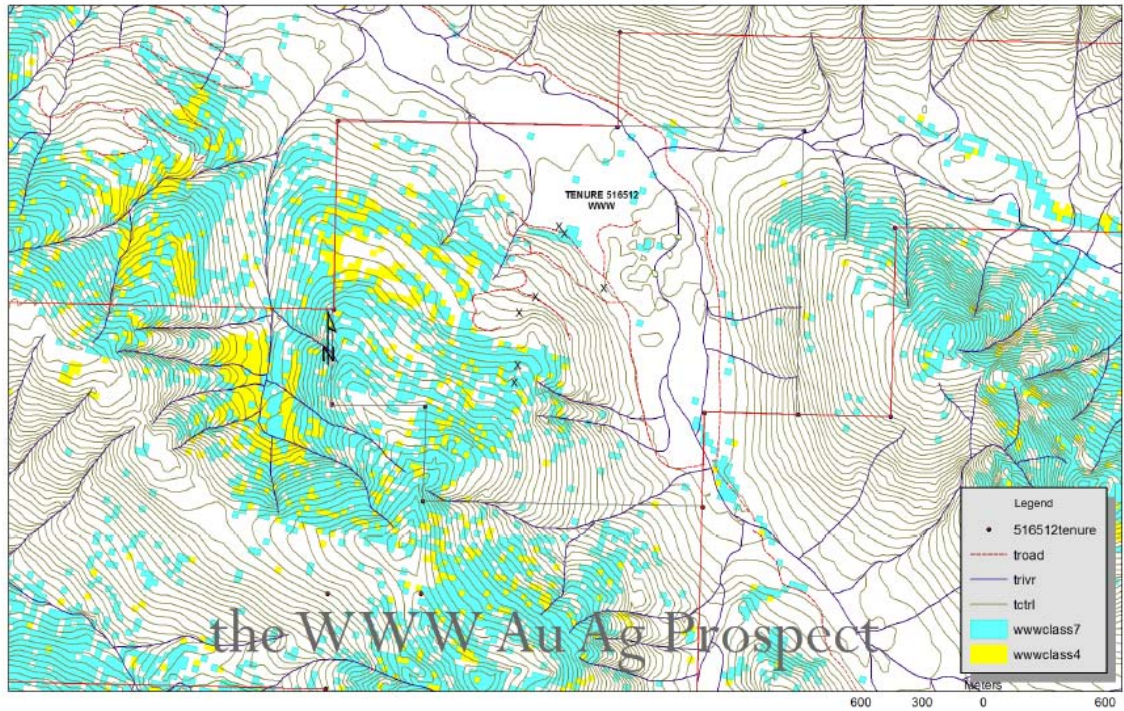 TENURE 516512
WWW
X
X
X
X
X
X
X
N
the WWW Au Ag Prospect
Legend
516512tenure
troad
trivr
tctrl
wwwclass7
wwwclass4
Meters
600 300 0 600